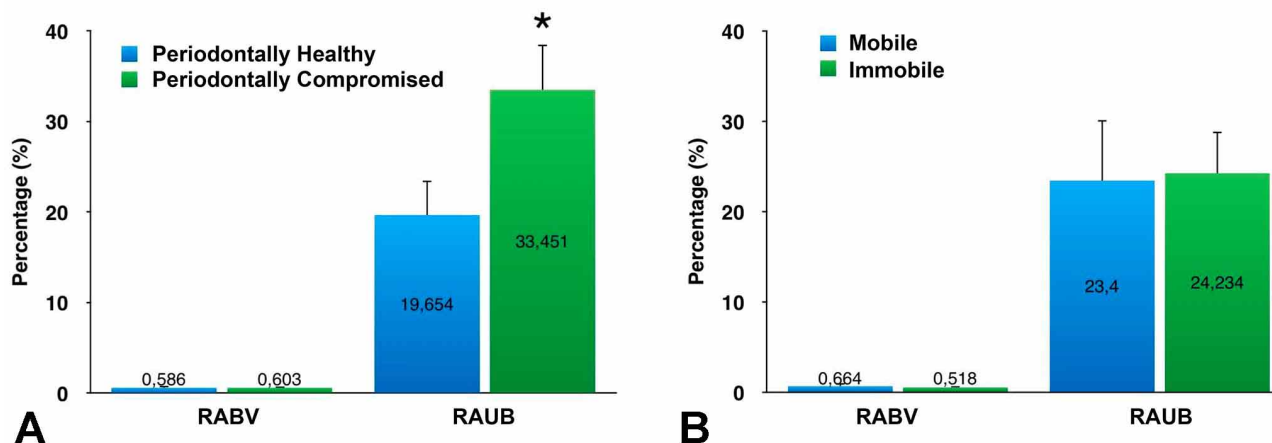 40
30
20
10
0
Percentage (%)
Periodontally Healthy
Periodontally Compromised
*
0,586
0,603
19,654
33,451
RABV
RAUB
A
40
30
20
10
0
Percentage (%)
Mobile
Immobile
0,664
0,518
23,4
24,234
RABV
RAUB
B